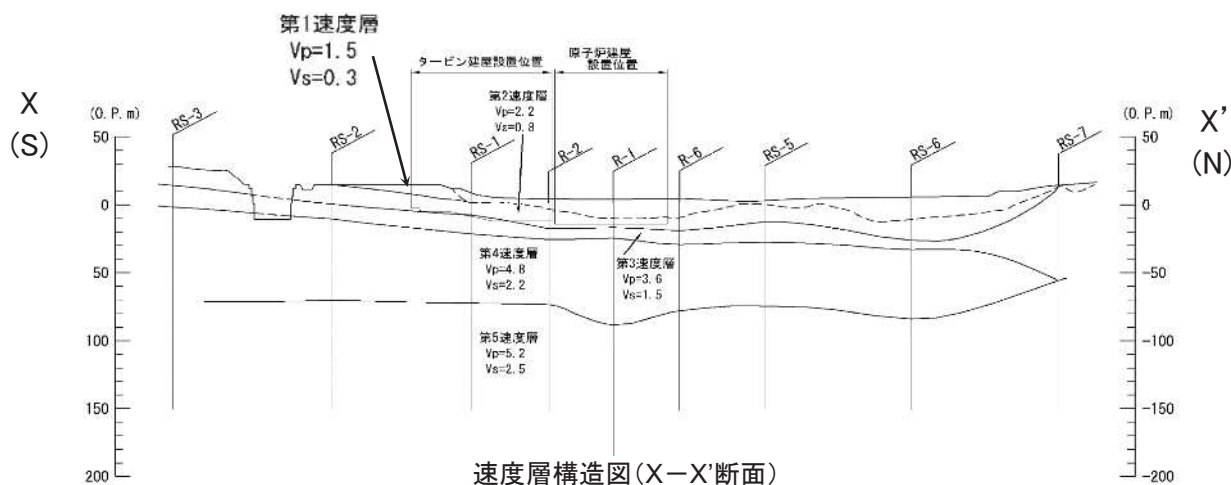 第1速度層
Vp=1.5
Vs=0.3
タービン建屋設置位置
原子炉建屋
設置位置
第2速度層
Vp=2.2
Vs=0.8
X
(S)
(O.P.m)
X’
(N)
(O.P.m)
RS-3
RS-2
RS-1
R-2
R-1
R-6
RS-5
RS-6
RS-7
50
0
50
100
150
200
50
0
-50
-100
-150
-200
第4速度層
Vp=4.8
Vs=2.2
第3速度層
Vp=3.6
Vs=1.5
第5速度層
Vp=5.2
Vs=2.5
速度層構造図(X－X’断面)